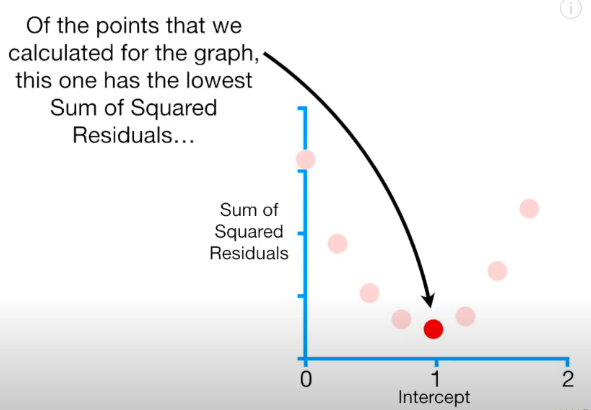 Of the points that we
calculated for the graph,
this one has the lowest
Sum of Squared
Residuals…
Sum of
Squared
Residuals
0
1
2
Intercept
i